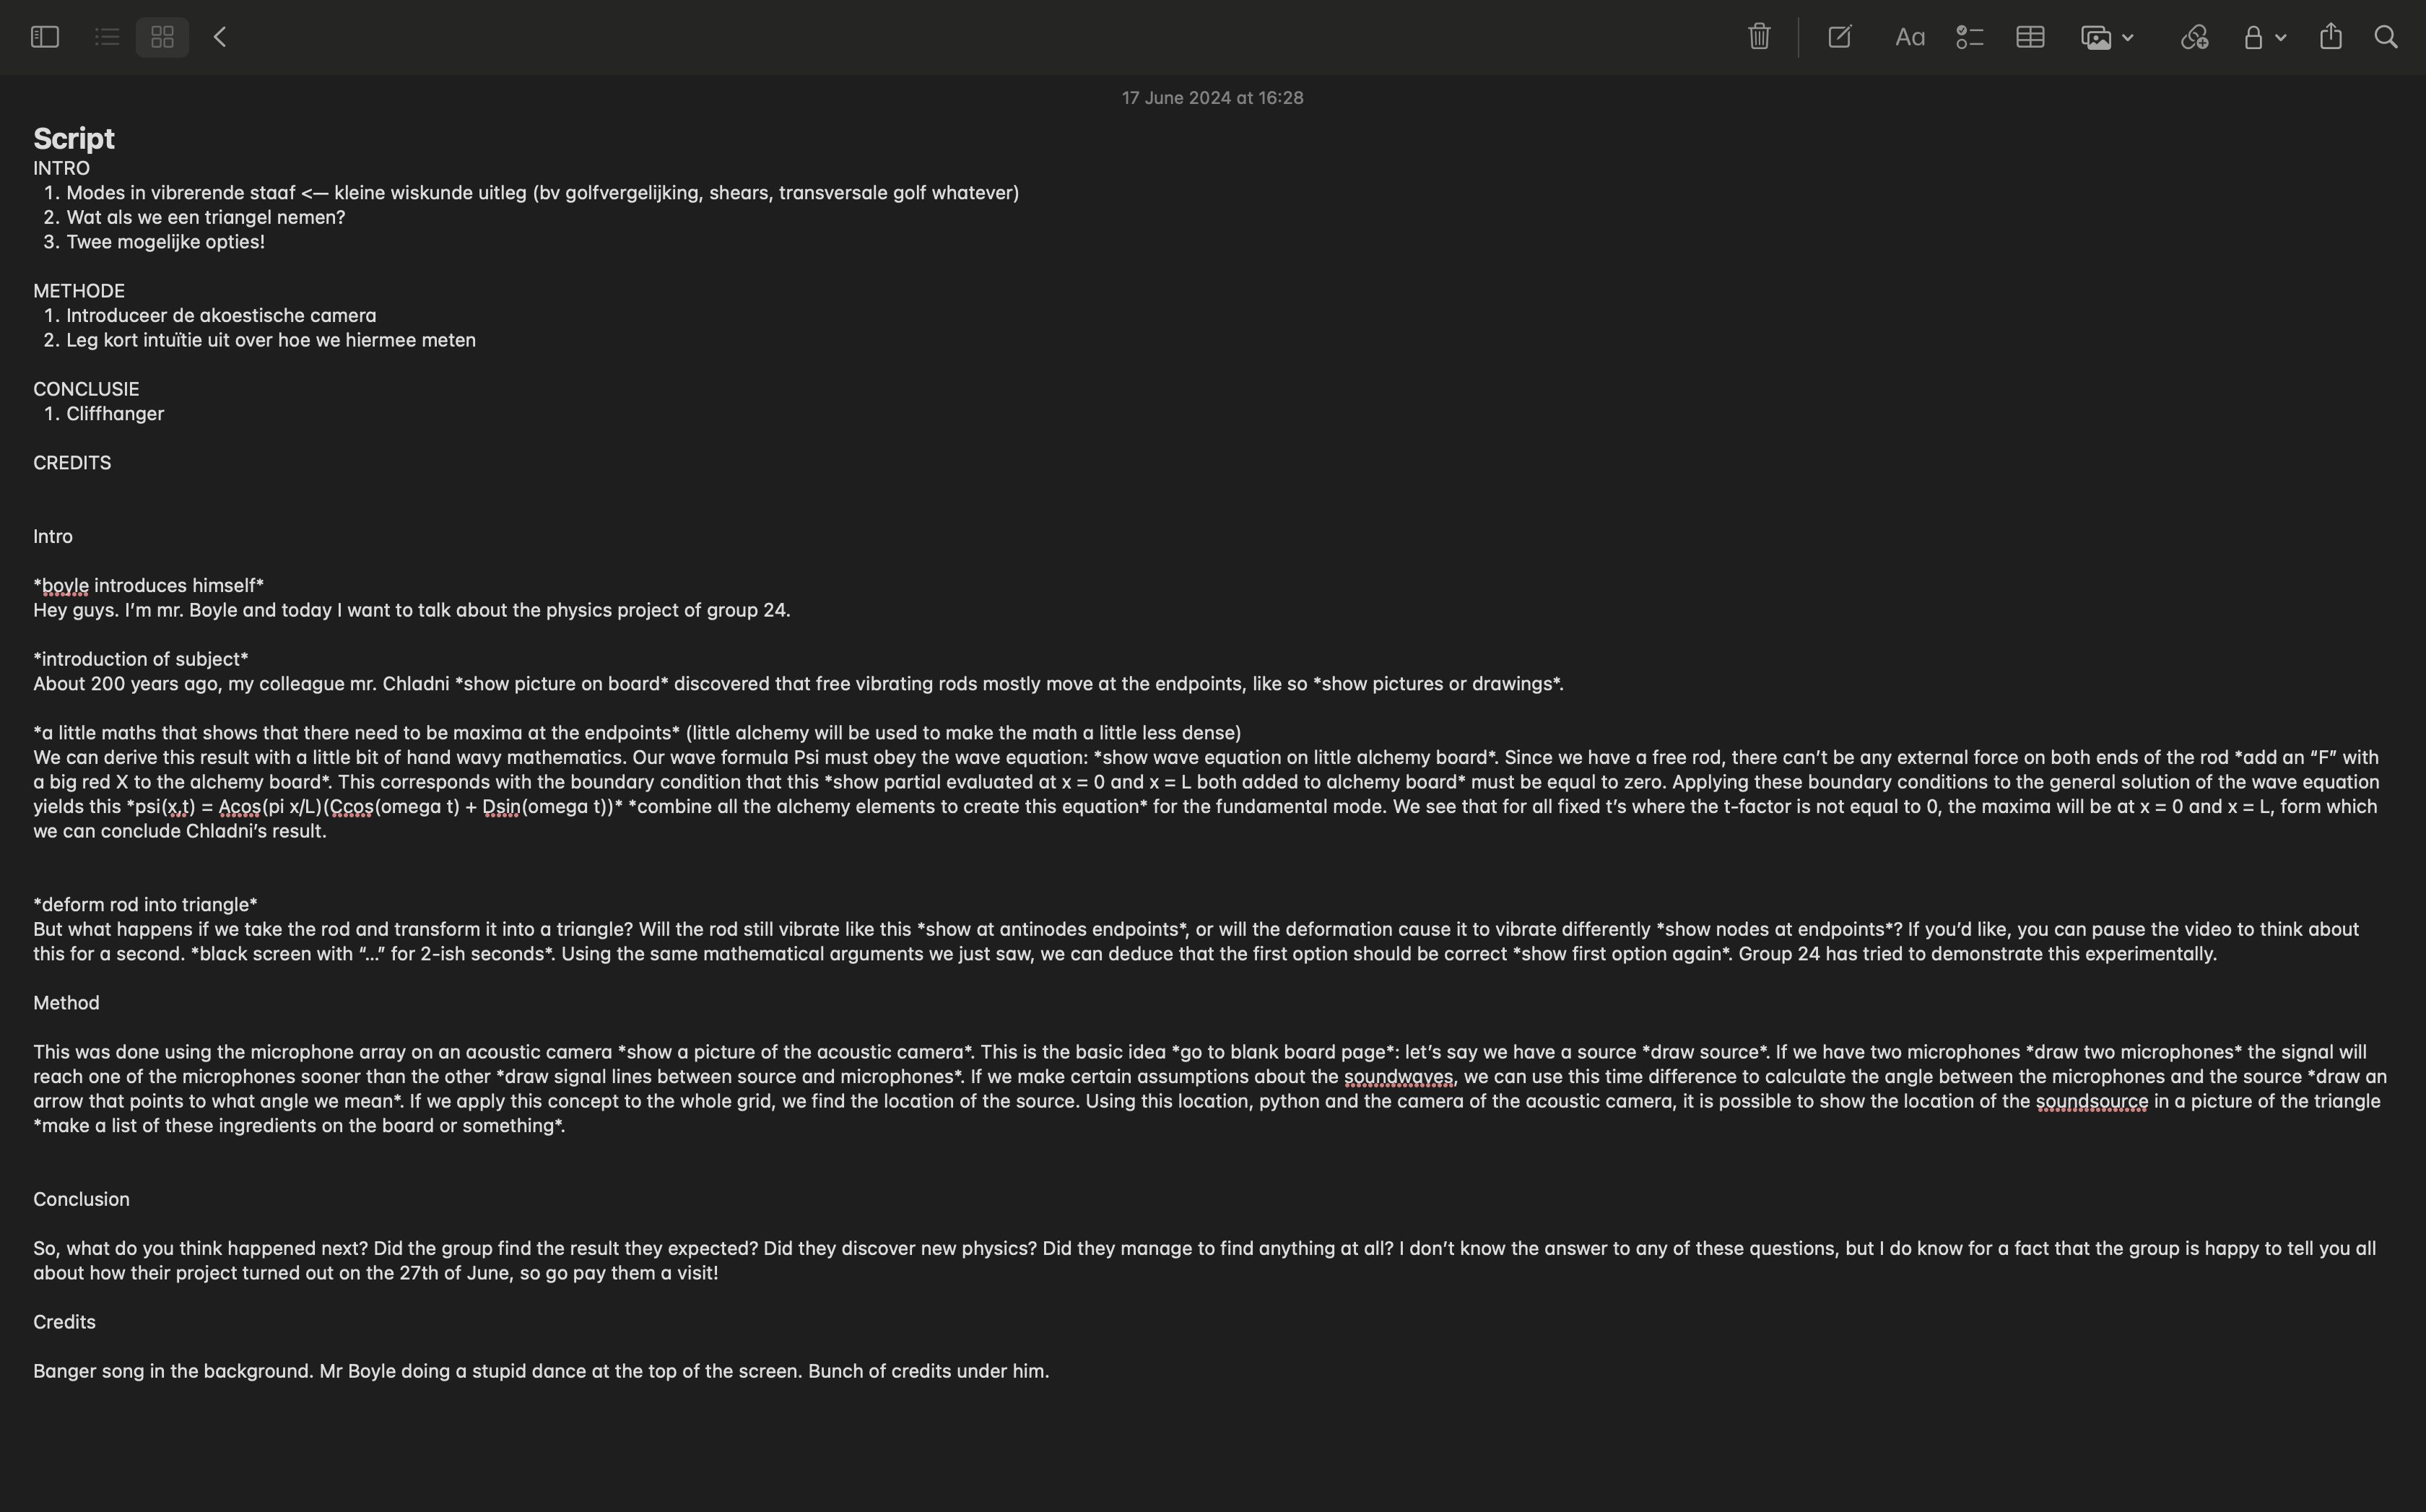 Aa
17 June 2024 at 16:28
Script
INTRO
1. Modes in vibrerende staaf <— kleine wiskunde uitleg (bv golfvergelijking, shears, transversale golf whatever)
2. Wat als we een triangel nemen?
3. Twee mogelijke opties!
METHODE
1. Introduceer de akoestische camera
2. Leg kort intuïtie uit over hoe we hiermee meten
CONCLUSIE
1. Cliffhanger
CREDITS
Intro
*boyle introduces himself*
Hey guys. I’m mr. Boyle and today I want to talk about the physics project of group 24.
*introduction of subject*
About 200 years ago, my colleague mr. Chladni *show picture on board* discovered that free vibrating rods mostly move at the endpoints, like so *show pictures or drawings*.
*a little maths that shows that there need to be maxima at the endpoints* (little alchemy will be used to make the math a little less dense)
We can derive this result with a little bit of hand wavy mathematics. Our wave formula Psi must obey the wave equation: *show wave equation on little alchemy board*. Since we have a free rod, there can’t be any external force on both ends of the rod *add an “F” with
a big red X to the alchemy board*. This corresponds with the boundary condition that this *show partial evaluated at x = 0 and x = L both added to alchemy board* must be equal to zero. Applying these boundary conditions to the general solution of the wave equation
yields this *psi(x,t) = Acos(pi x/L)(Ccos(omega t) + Dsin(omega t))* *combine all the alchemy elements to create this equation* for the fundamental mode. We see that for all fixed t’s where the t-factor is not equal to 0, the maxima will be at x = 0 and x = L, form which
we can conclude Chladni’s result.
*deform rod into triangle*
But what happens if we take the rod and transform it into a triangle? Will the rod still vibrate like this *show at antinodes endpoints*, or will the deformation cause it to vibrate differently *show nodes at endpoints*? If you’d like, you can pause the video to think about
this for a second. *black screen with “...” for 2-ish seconds*. Using the same mathematical arguments we just saw, we can deduce that the first option should be correct *show first option again*. Group 24 has tried to demonstrate this experimentally.
Method
This was done using the microphone array on an acoustic camera *show a picture of the acoustic camera*. This is the basic idea *go to blank board page*: let’s say we have a source *draw source*. If we have two microphones *draw two microphones* the signal will
reach one of the microphones sooner than the other *draw signal lines between source and microphones*. If we make certain assumptions about the soundwaves, we can use this time difference to calculate the angle between the microphones and the source *draw an
arrow that points to what angle we mean*. If we apply this concept to the whole grid, we find the location of the source. Using this location, python and the camera of the acoustic camera, it is possible to show the location of the soundsource in a picture of the triangle
*make a list of these ingredients on the board or something*.
Conclusion
So, what do you think happened next? Did the group find the result they expected? Did they discover new physics? Did they manage to find anything at all? I don’t know the answer to any of these questions, but I do know for a fact that the group is happy to tell you all
about how their project turned out on the 27th of June, so go pay them a visit!
Credits
Banger song in the background. Mr Boyle doing a stupid dance at the top of the screen. Bunch of credits under him.